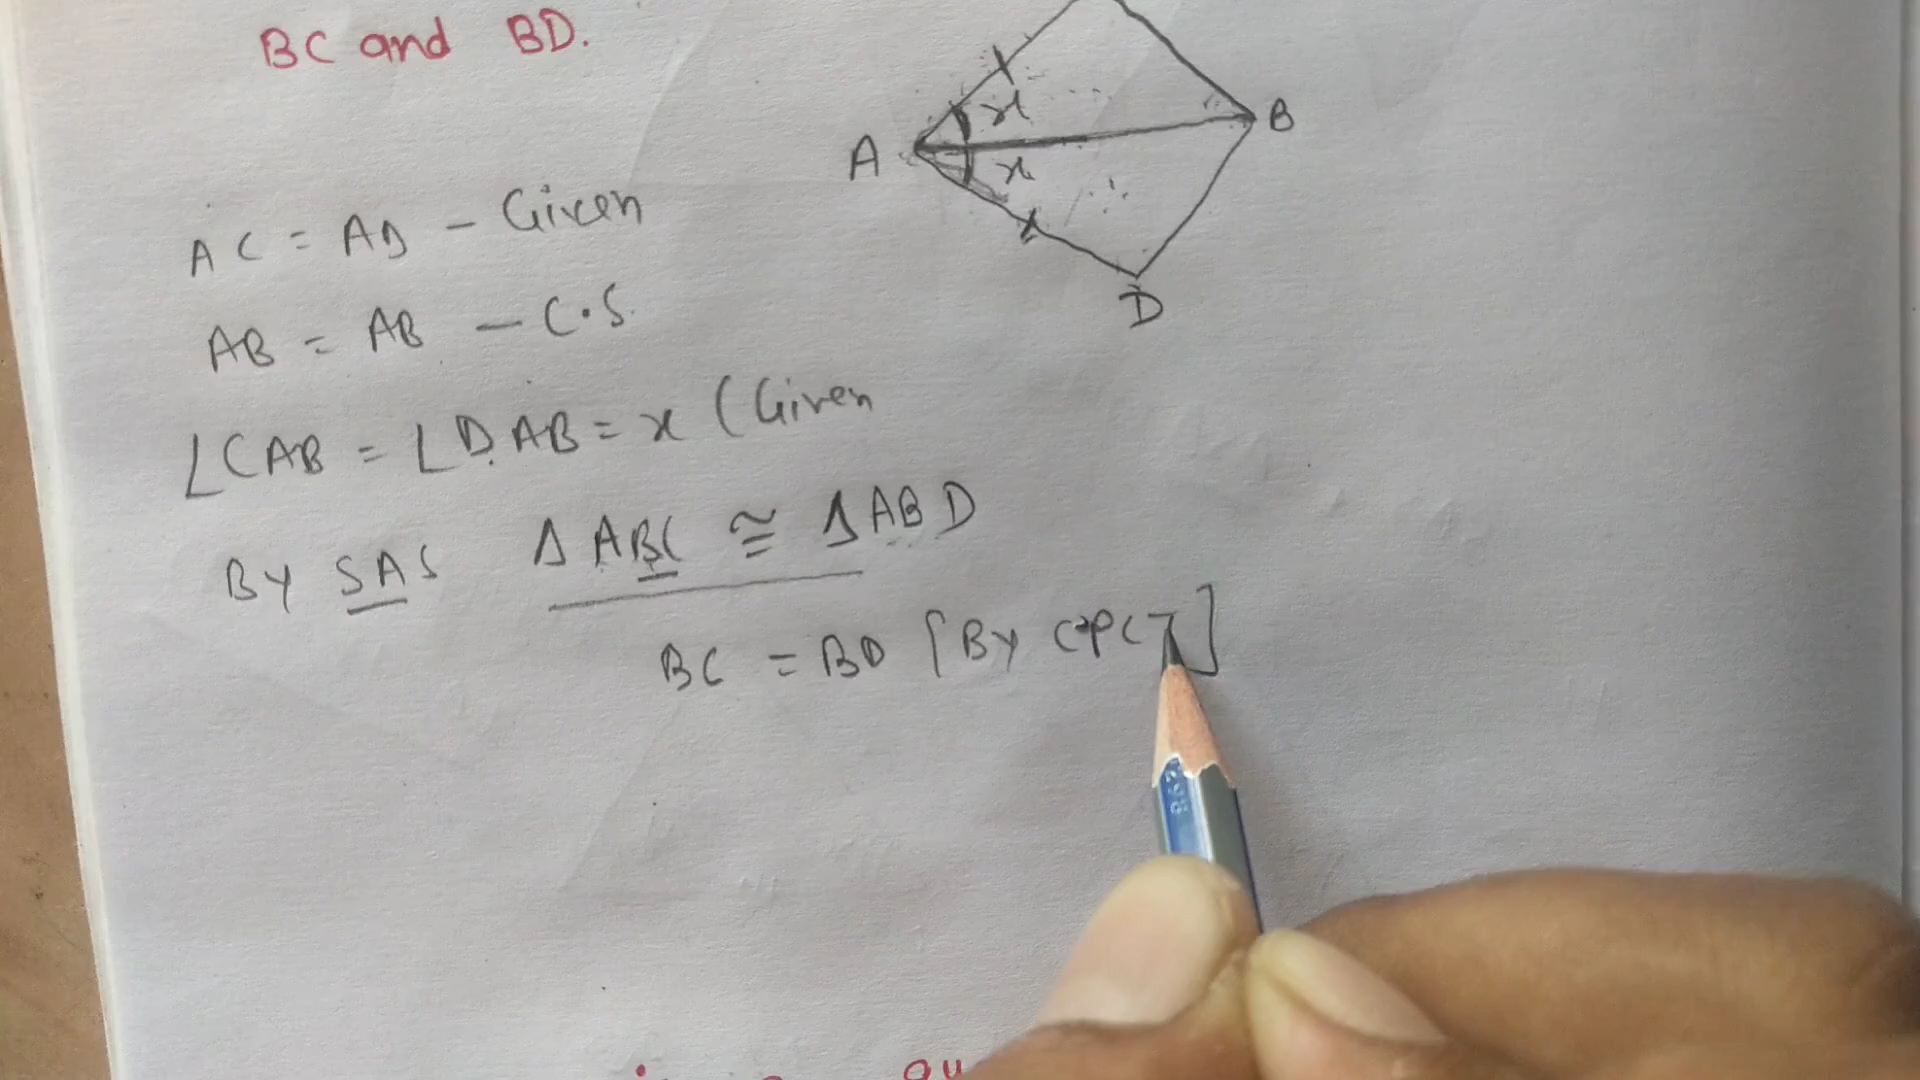 BC and BD.
x
B
A
x
D
AC = AD - Given
AB = AB - C.S.
∠CAB = ∠DAB = x (Given
By SAS ΔABC ≅ ΔABD
BC = BD [By CPCT]